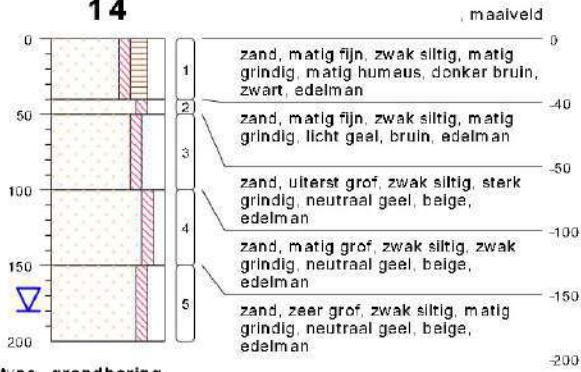 14
, maaiveld
0
50
100
150
200
1
2
3
4
5
0
zand, matig fijn, zwak siltig, matig
grindig, matig humeus, donker bruin,
zwart, edelman
-40
zand, matig fijn, zwak siltig, matig
grindig, licht geel, bruin, edelman
-50
zand, uiterst grof, zwak siltig, sterk
grindig, neutraal geel, beige,
edelman
-100
zand, matig grof, zwak siltig, zwak
grindig, neutraal geel, beige,
edelman
-150
zand, zeer grof, zwak siltig, matig
grindig, neutraal geel, beige,
edelman
-200